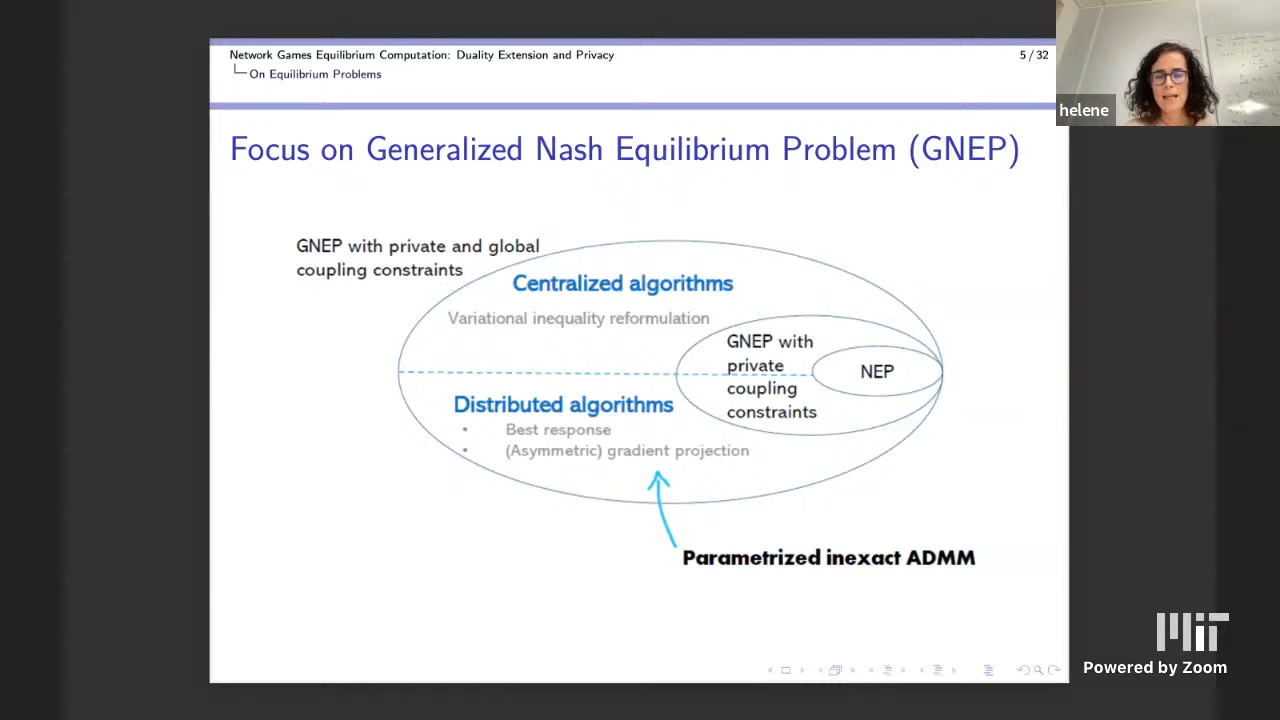 Network Games Equilibrium Computation: Duality Extension and Privacy
5 / 32
On Equilibrium Problems
helene
Focus on Generalized Nash Equilibrium Problem (GNEP)
GNEP with private and global
coupling constraints
Centralized algorithms
Variational inequality reformulation
GNEP with
private
coupling
constraints
NEP
Distributed algorithms
• Best response
• (Asymmetric) gradient projection
Parametrized inexact ADMM
MIT
Powered by Zoom